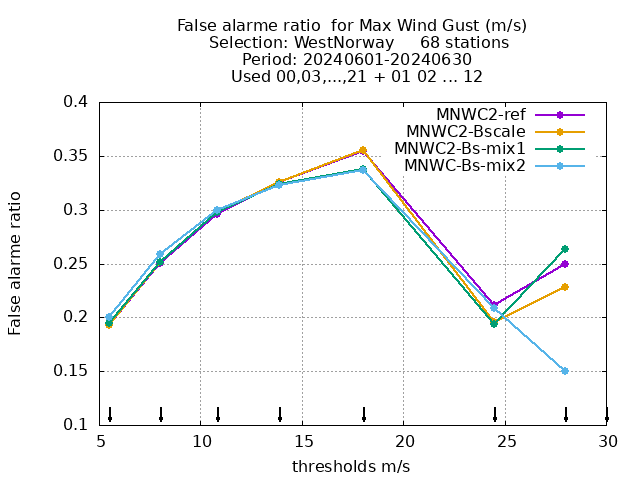 False alarme ratio  for Max Wind Gust (m/s)
Selection: WestNorway     68 stations
Period: 20240601-20240630
Used 00,03,...,21 + 01 02 ... 12
MNWC2-ref
MNWC2-Bscale
MNWC2-Bs-mix1
MNWC-Bs-mix2
False alarme ratio
0.4
0.35
0.3
0.25
0.2
0.15
0.1
5 10 15 20 25 30
thresholds m/s